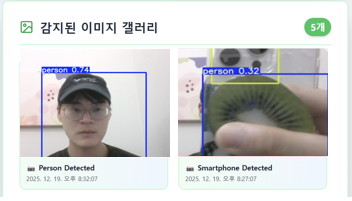 감지된 이미지 갤러리
5개
person 0.74
person 0.32
Person Detected
2025. 12. 19. 오후 8:32:07
Smartphone Detected
2025. 12. 19. 오후 8:27:07